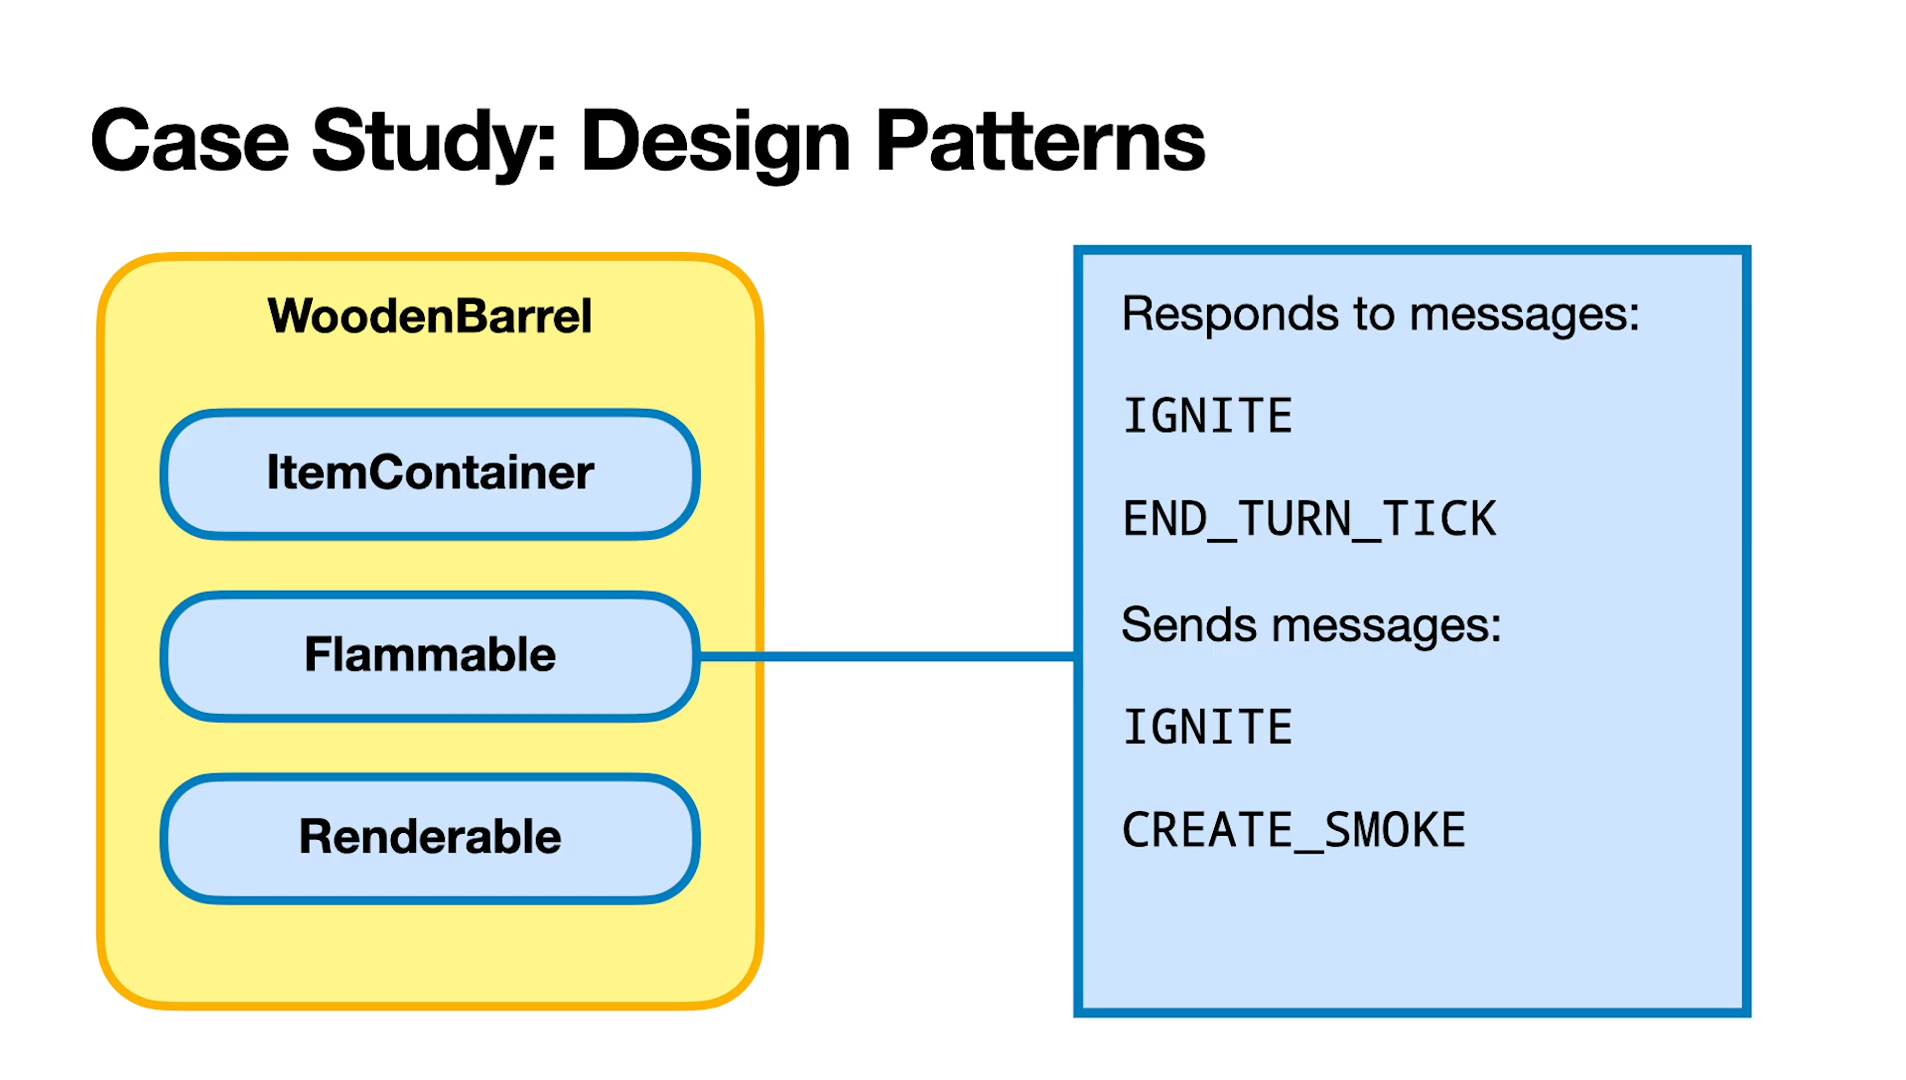 Case Study: Design Patterns
WoodenBarrel
ItemContainer
Flammable
Renderable
Responds to messages:
IGNITE
END_TURN_TICK
Sends messages:
IGNITE
CREATE_SMOKE